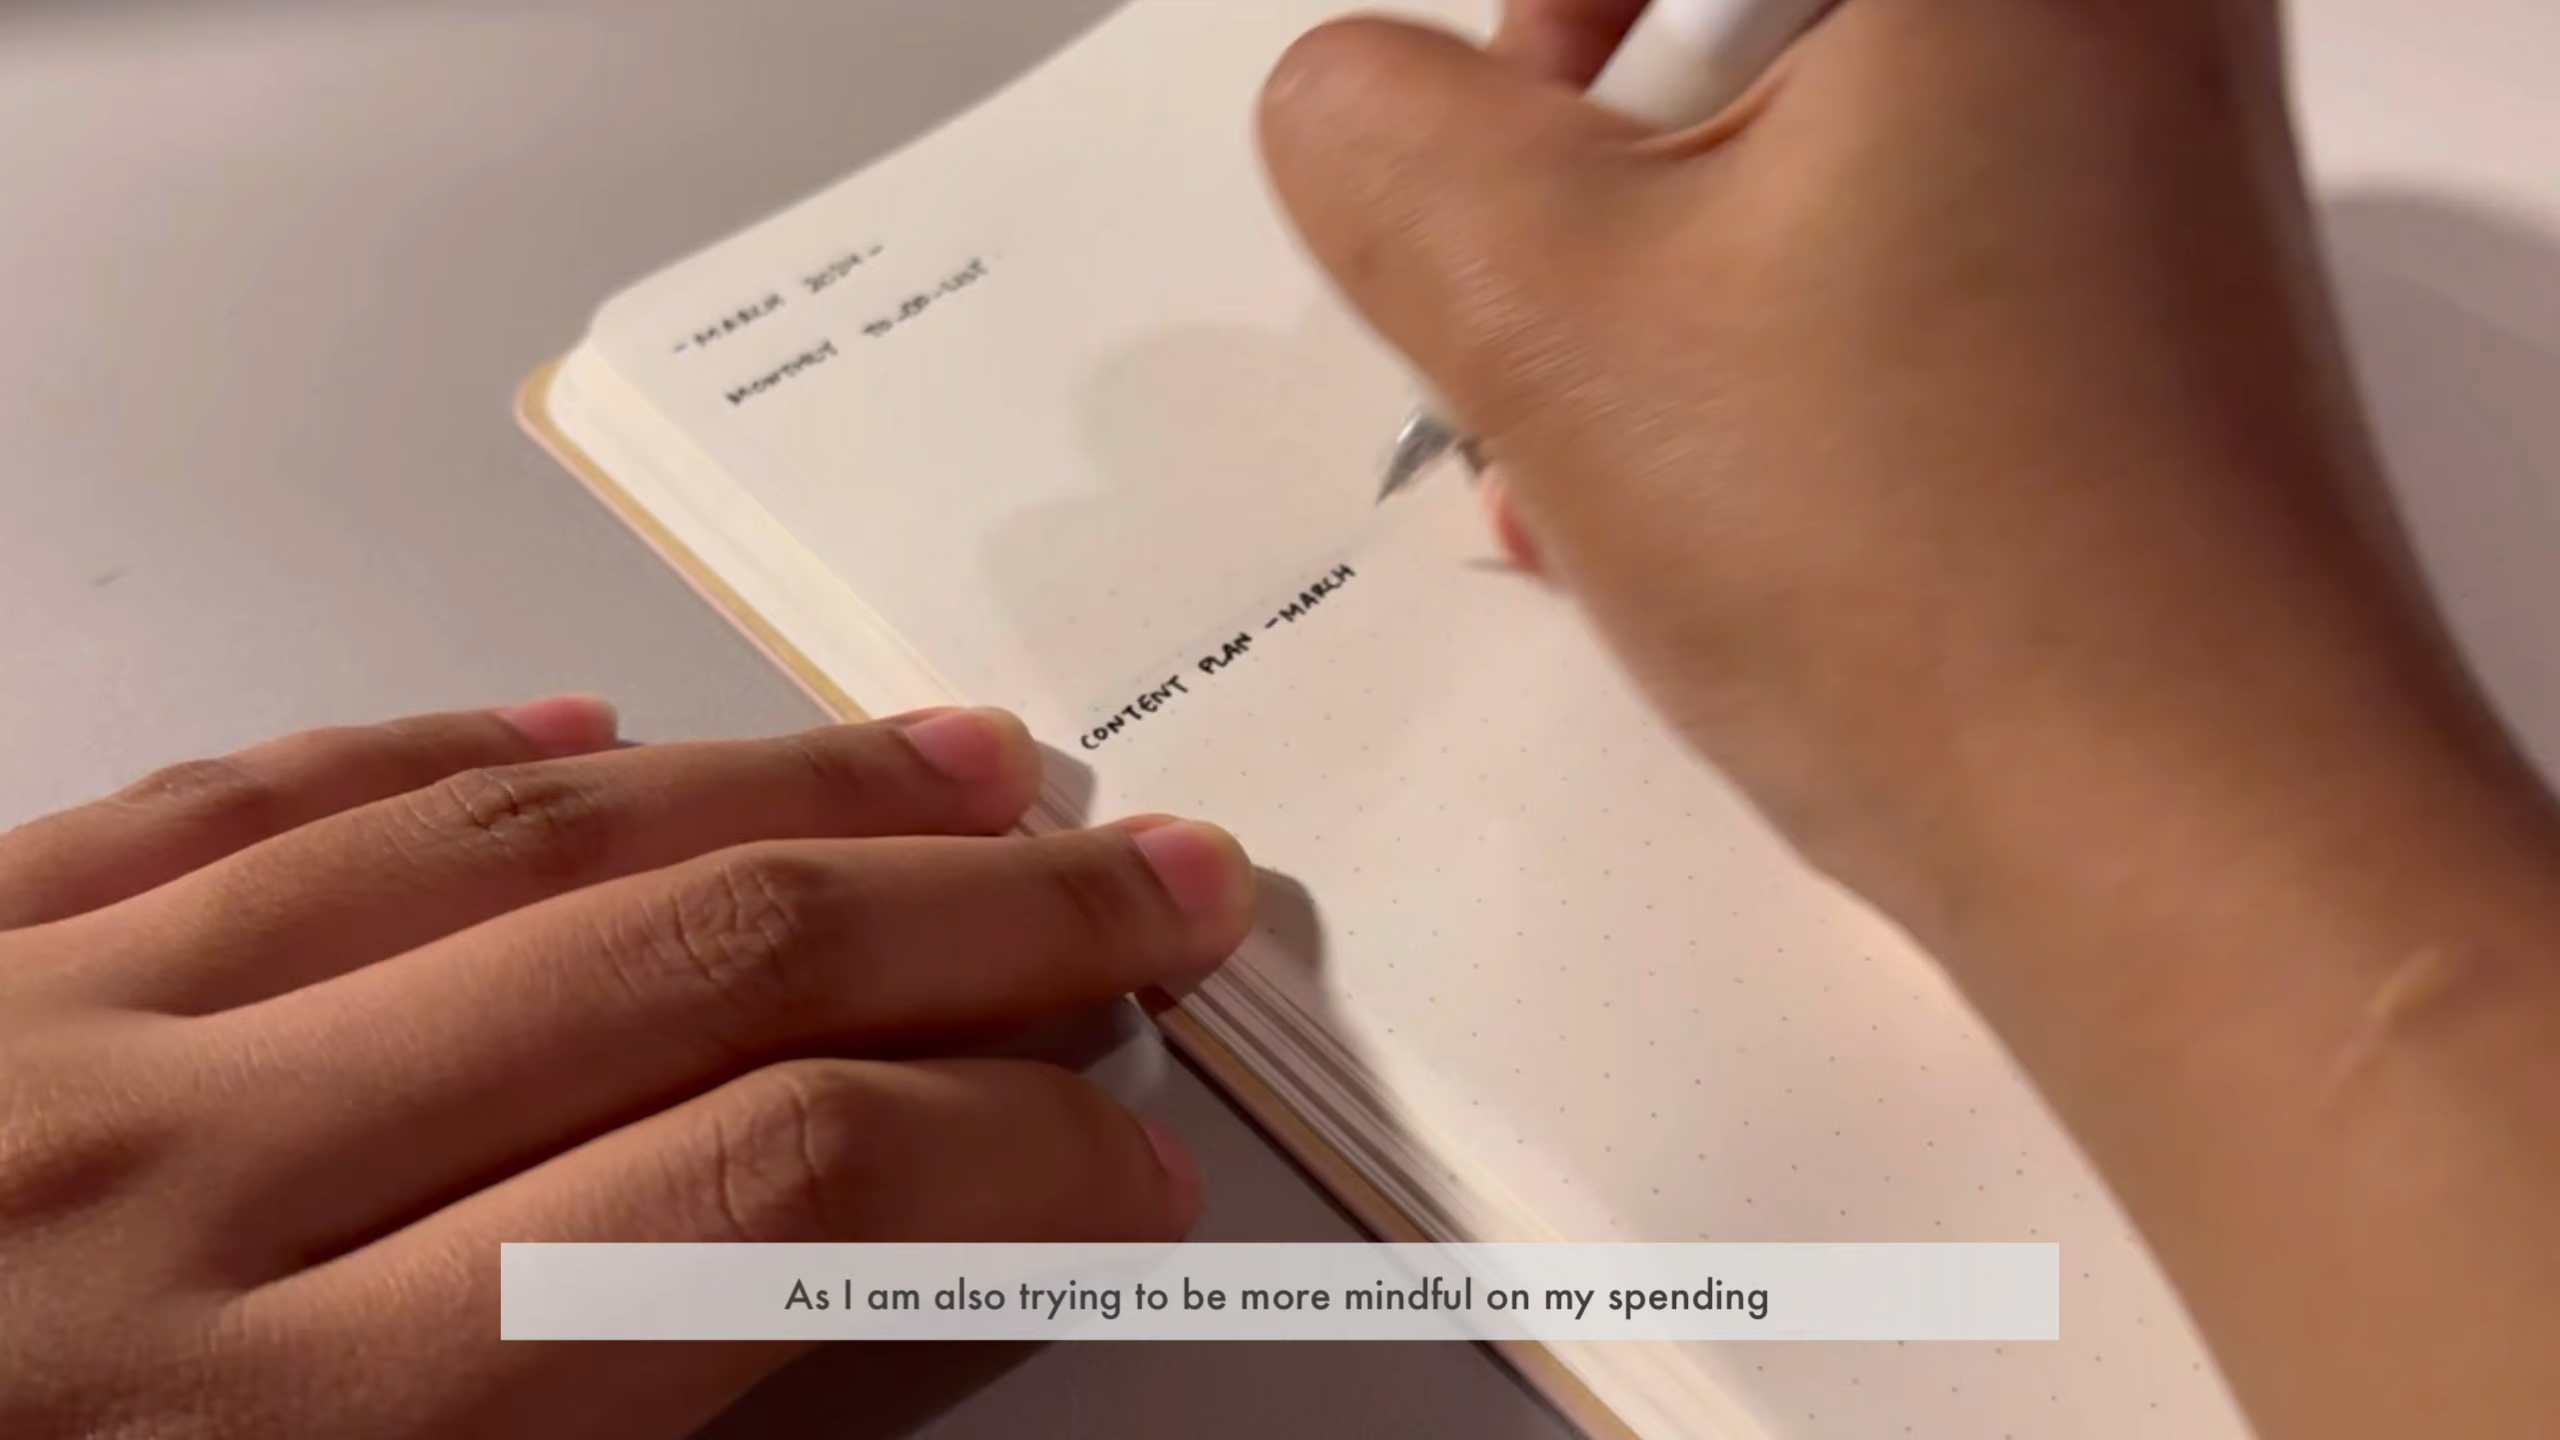 - MARCH 2024 -
MONTHLY TO-DO-LIST
CONTENT PLAN - MARCH
As I am also trying to be more mindful on my spending